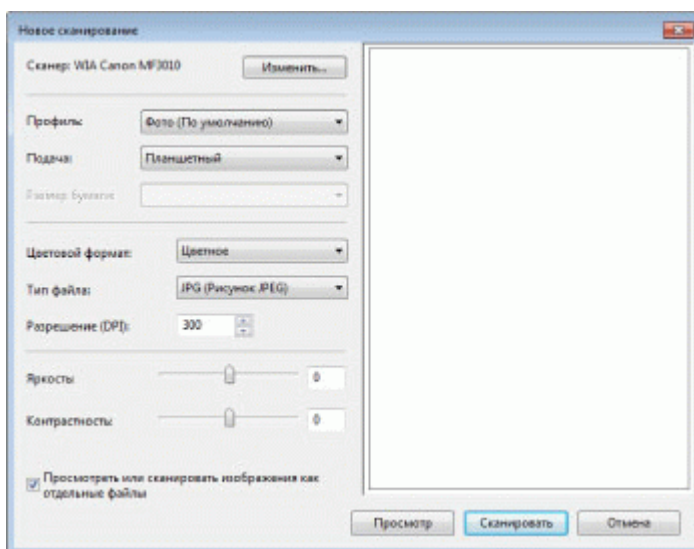 Новое сканирование
Сканер: WIA Canon MF3010
Изменить...
Профиль:
Фото (По умолчанию)
Подача:
Планшетный
Размер бумаги:
Цветовой формат:
Цветное
Тип файла:
JPG (Рисунок JPEG)
Разрешение (DPI):
300
Яркость:
0
Контрастность:
0
Просмотреть или сканировать изображения как
отдельные файлы
Просмотр
Сканировать
Отмена